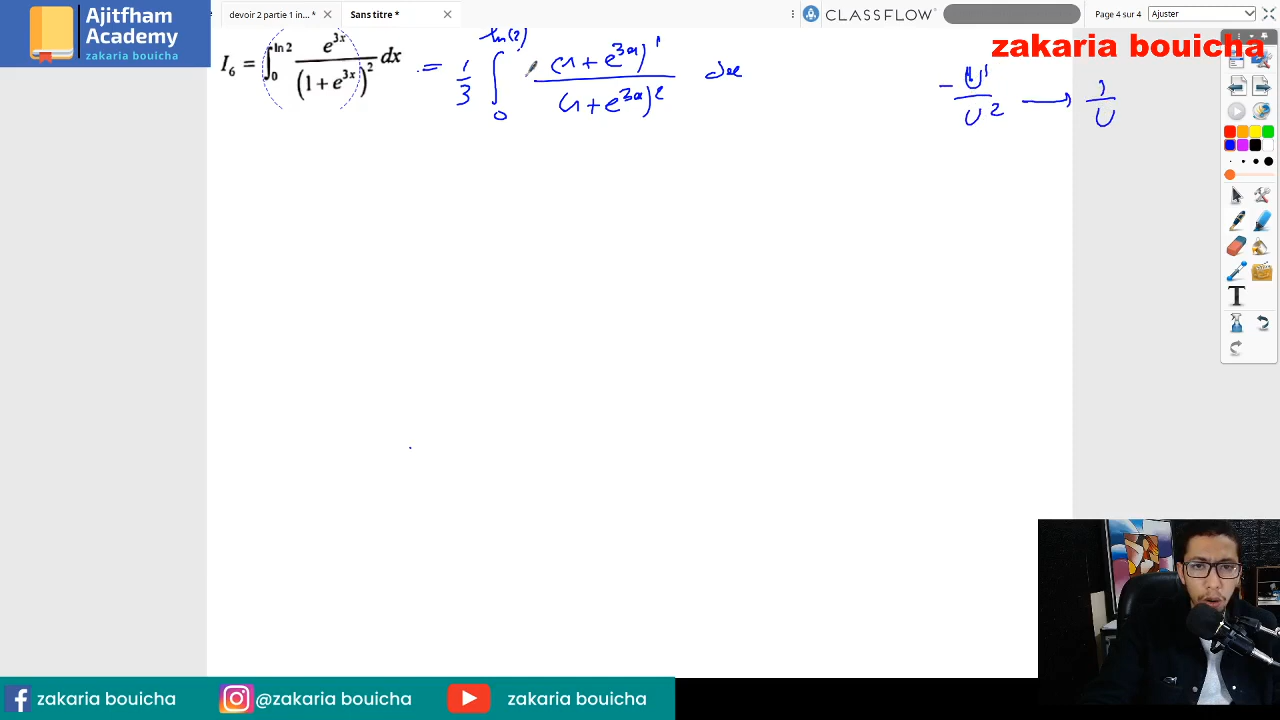 Ajitfham
Academy
zakaria bouicha
devoir 2 partie 1 in... *
Sans titre *
CLASSFLOW
Page 4 sur 4
Ajuster
zakaria bouicha
I₆ = ∫₀^{ln 2} e^{3x} / (1 + e^{3x})² dx = 1/3 ∫₀^{ln(2)} (1 + e^{3x})' / (1 + e^{3x})² dx
- U' / U² → 1 / U
T
zakaria bouicha
@zakaria bouicha
zakaria bouicha